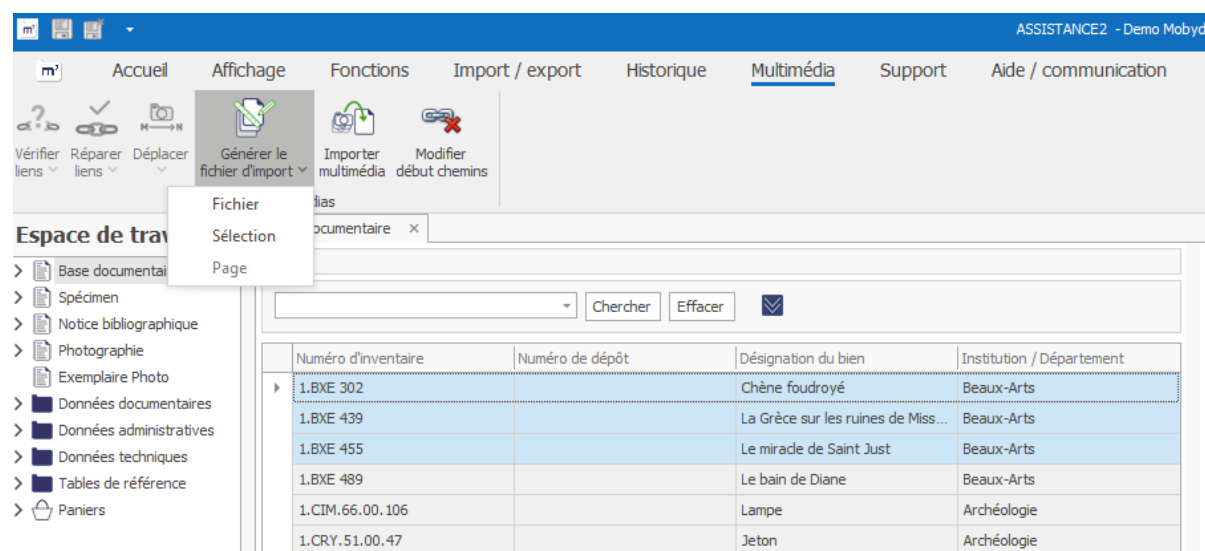 m³
ASSISTANCE2 - Demo Mobyd
m³ Accueil Affichage Fonctions Import / export Historique Multimédia Support Aide / communication
Vérifier liens
Réparer liens
Déplacer
Générer le fichier d'import
Importer multimédia
Modifier début chemins
dias
Fichier
Sélection
Page
Espace de trav
ocumentaire ×
Base documentai
Spécimen
Notice bibliographique
Photographie
Exemplaire Photo
Données documentaires
Données administratives
Données techniques
Tables de référence
Paniers
Chercher Effacer
Numéro d'inventaire Numéro de dépôt Désignation du bien Institution / Département
1.BXE 302 Chêne foudroyé Beaux-Arts
1.BXE 439 La Grèce sur les ruines de Miss... Beaux-Arts
1.BXE 455 Le miracle de Saint Just Beaux-Arts
1.BXE 489 Le bain de Diane Beaux-Arts
1.CIM.66.00.106 Lampe Archéologie
1.CRY.51.00.47 Jeton Archéologie